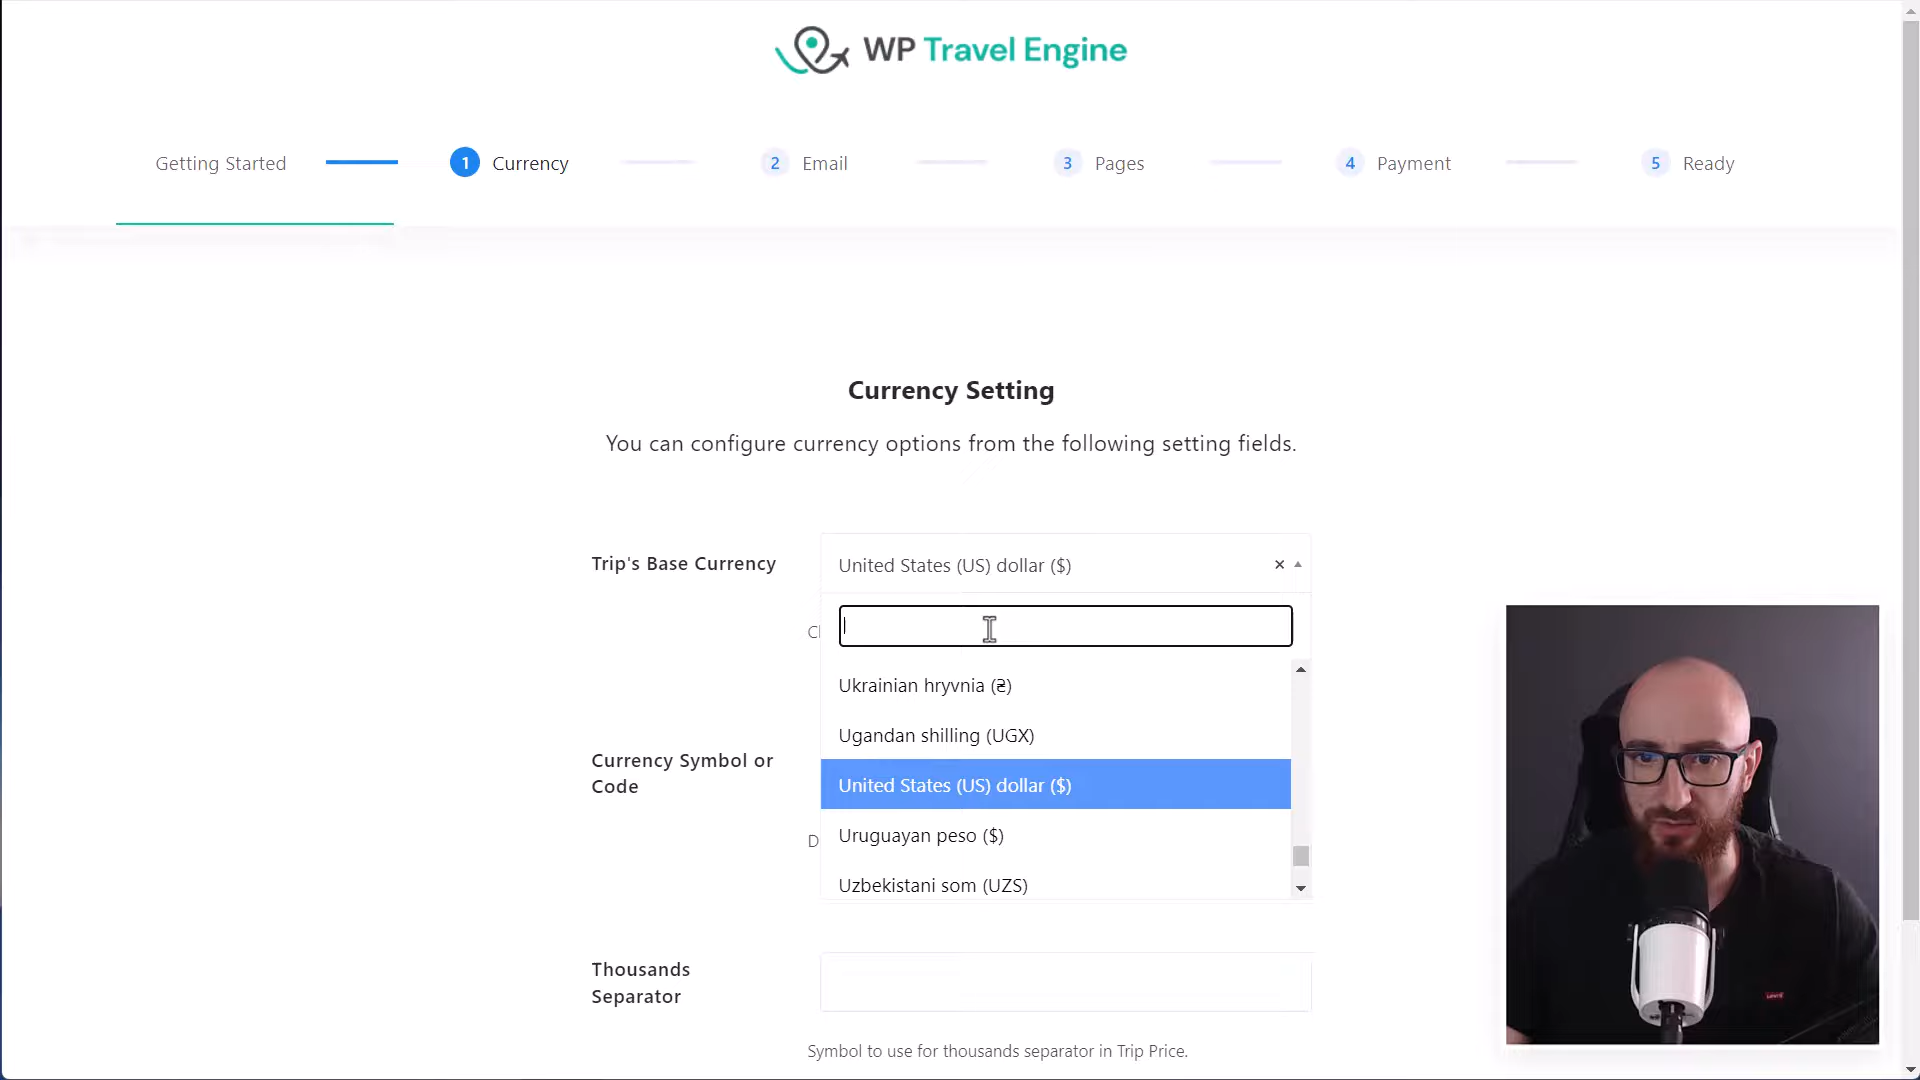 WP Travel Engine
Getting Started
1 Currency
2 Email
3 Pages
4 Payment
5 Ready
Currency Setting
You can configure currency options from the following setting fields.
Trip's Base Currency
United States (US) dollar ($)
Ukrainian hryvnia (₴)
Ugandan shilling (UGX)
United States (US) dollar ($)
Currency Symbol or
Code
Uruguayan peso ($)
Uzbekistani som (UZS)
Thousands
Separator
Symbol to use for thousands separator in Trip Price.